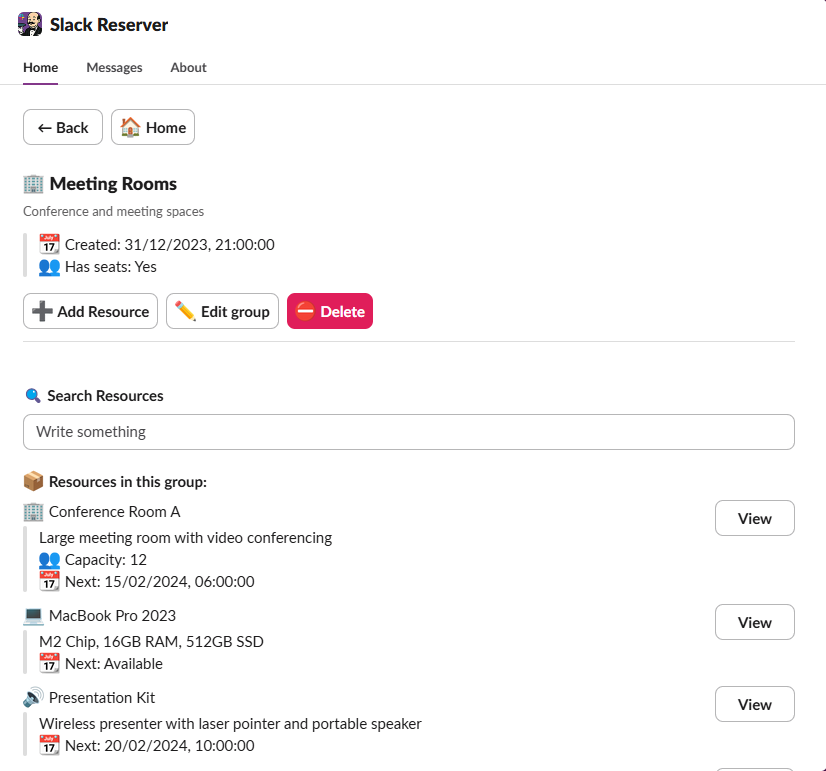 Slack Reserver
Home Messages About
← Back Home
Meeting Rooms
Conference and meeting spaces
Created: 31/12/2023, 21:00:00
Has seats: Yes
Add Resource Edit group Delete
Search Resources
Write something
Resources in this group:
Conference Room A
View
Large meeting room with video conferencing
Capacity: 12
Next: 15/02/2024, 06:00:00
MacBook Pro 2023
View
M2 Chip, 16GB RAM, 512GB SSD
Next: Available
Presentation Kit
View
Wireless presenter with laser pointer and portable speaker
Next: 20/02/2024, 10:00:00